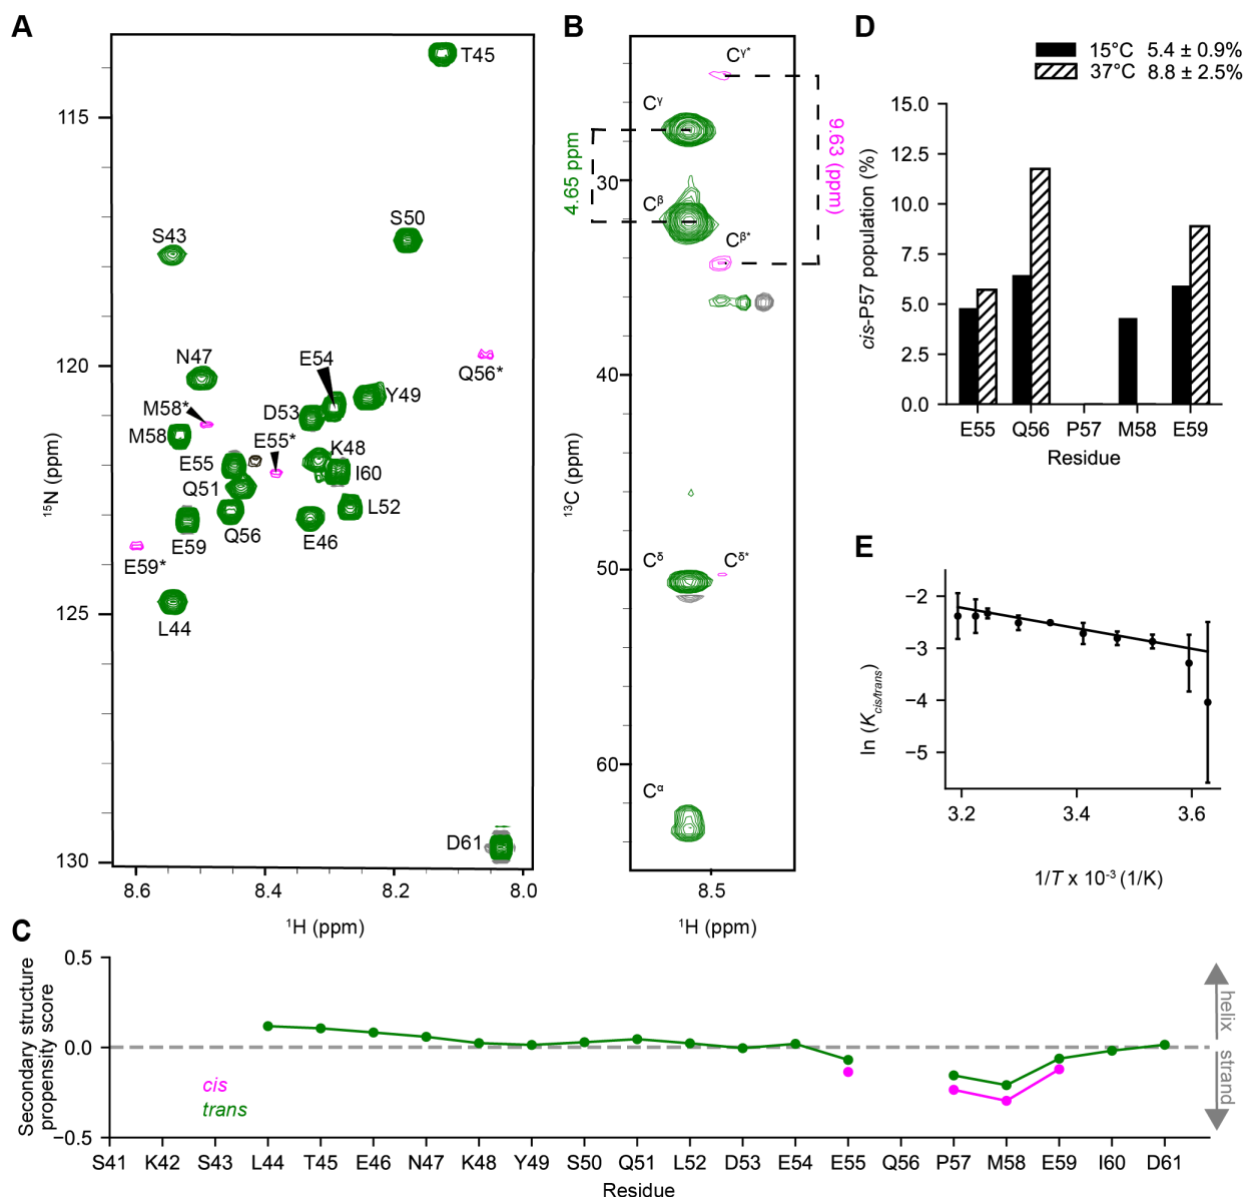 A
115
120
125
130
¹⁵N (ppm)
8.6
8.4
8.2
8.0
¹H (ppm)
T45
S43
S50
N47
E54
Q56*
M58*
D53
Y49
M58
E55*
K48
E55
I60
Q51
L52
E59
Q56
E46
E59*
L44
D61
B
Cγ*
Cγ
4.65 ppm
9.63 (ppm)
30
Cβ
Cβ*
40
¹³C (ppm)
50
Cδ
Cδ*
60
Cα
8.5
¹H (ppm)
D
15°C 5.4 ± 0.9%
37°C 8.8 ± 2.5%
cis-P57 population (%)
15.0
12.5
10.0
7.5
5.0
2.5
0.0
E55 Q56 P57 M58 E59
Residue
E
ln (Kcis/trans)
−2
−3
−4
−5
3.2 3.4 3.6
1/T x 10⁻³ (1/K)
C
Secondary structure
propensity score
0.5
0.0
−0.5
cis
trans
helix
strand
S41 K42 S43 L44 T45 E46 N47 K48 Y49 S50 Q51 L52 D53 E54 E55 Q56 P57 M58 E59 I60 D61
Residue